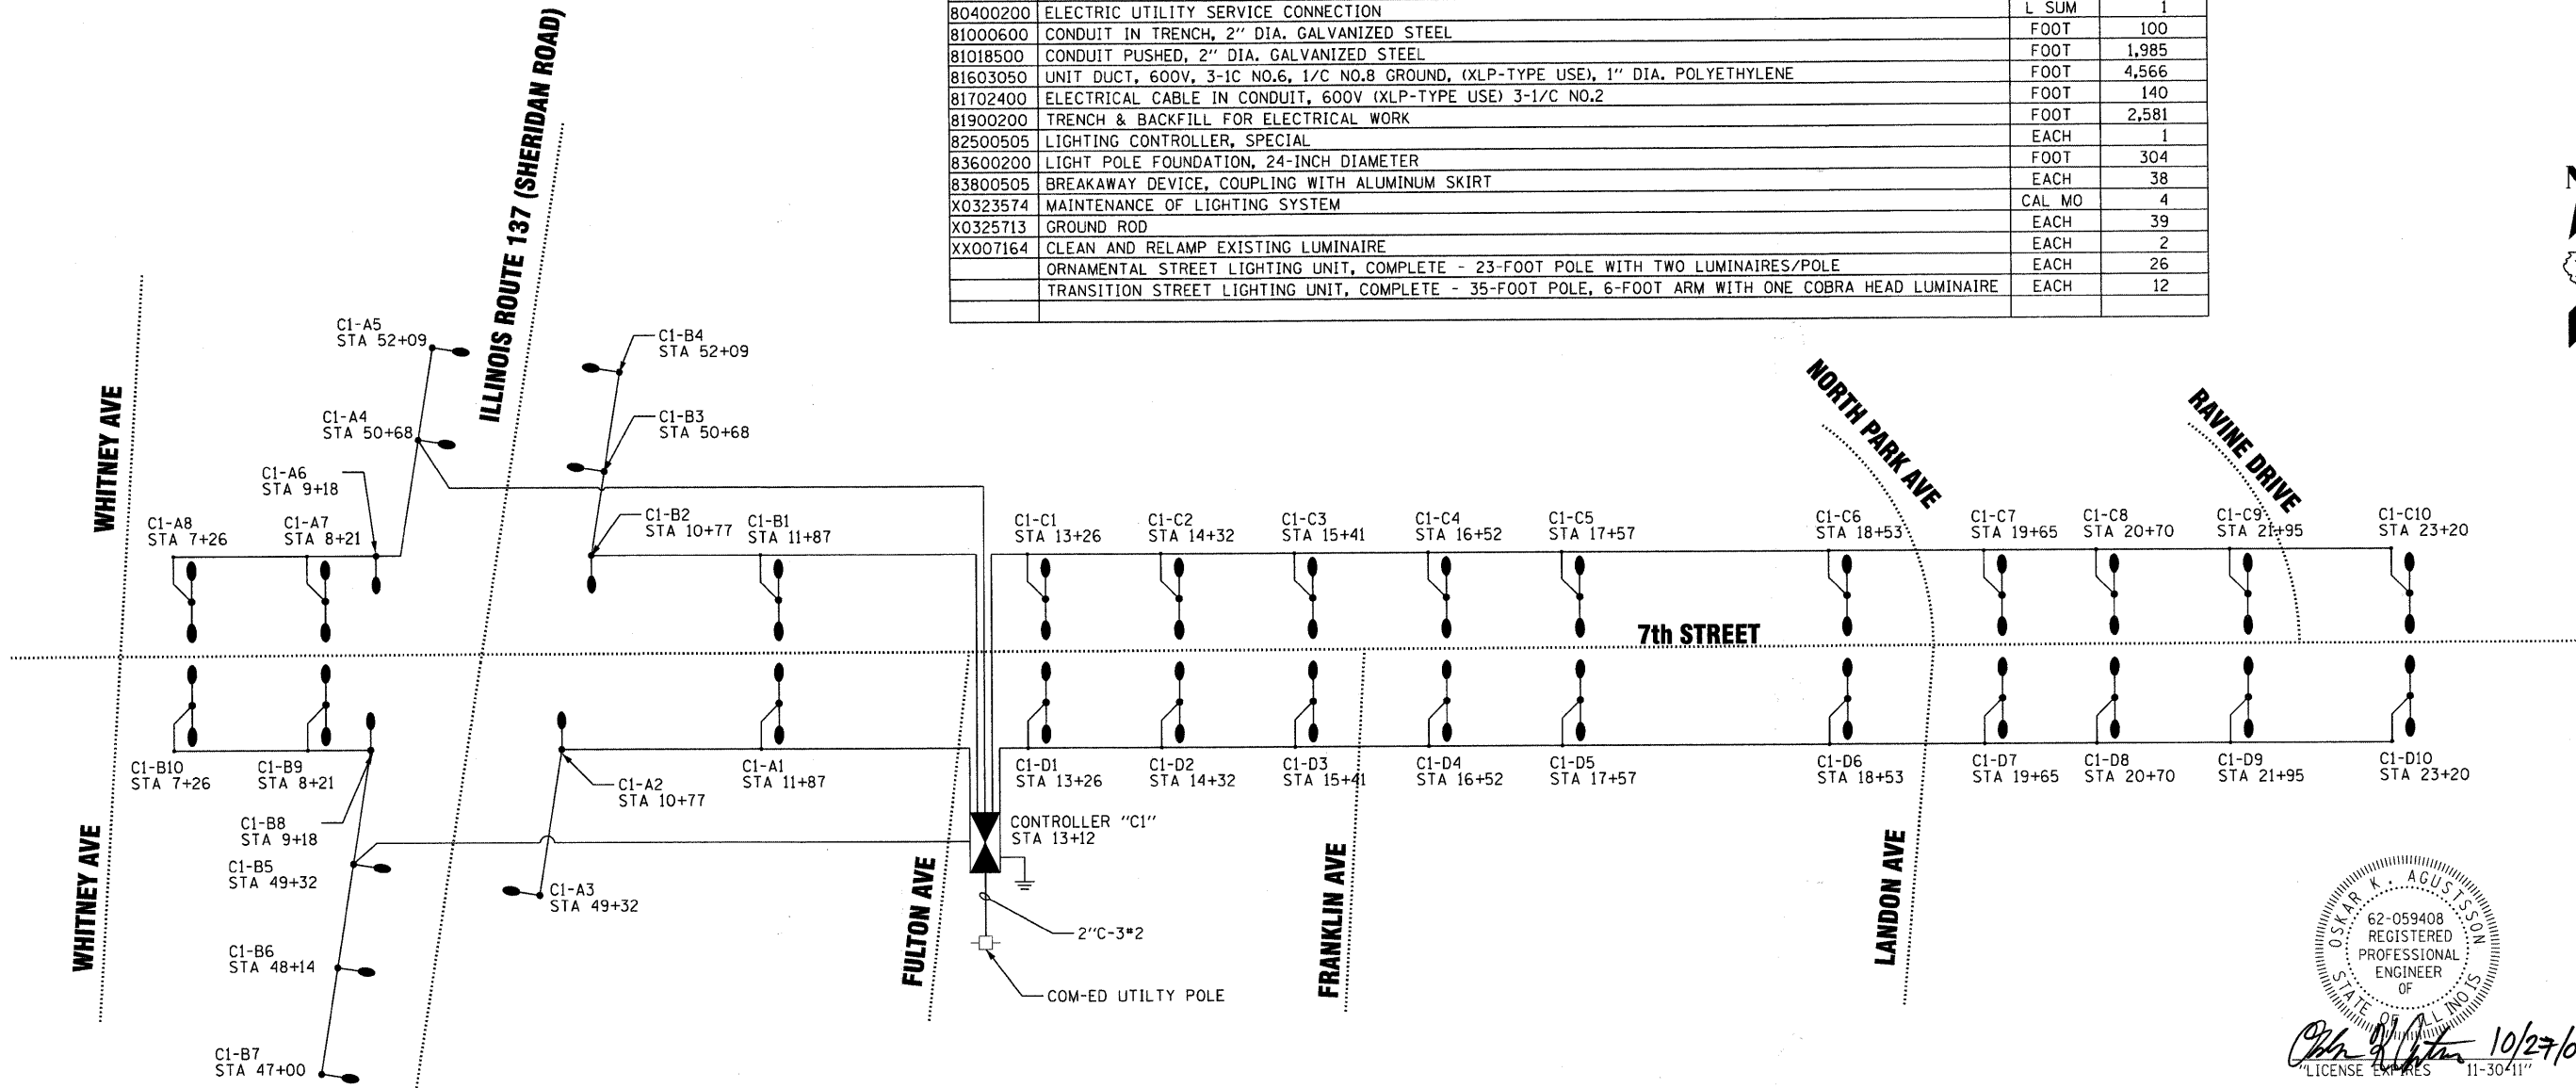 80400200 ELECTRIC UTILITY SERVICE CONNECTION L SUM 1
81000600 CONDUIT IN TRENCH, 2'' DIA. GALVANIZED STEEL FOOT 100
81018500 CONDUIT PUSHED, 2'' DIA. GALVANIZED STEEL FOOT 1,985
81603050 UNIT DUCT, 600V, 3-1C NO.6, 1/C NO.8 GROUND, (XLP-TYPE USE), 1'' DIA. POLYETHYLENE FOOT 4,566
81702400 ELECTRICAL CABLE IN CONDUIT, 600V (XLP-TYPE USE) 3-1/C NO.2 FOOT 140
81900200 TRENCH & BACKFILL FOR ELECTRICAL WORK FOOT 2,581
82500505 LIGHTING CONTROLLER, SPECIAL EACH 1
83600200 LIGHT POLE FOUNDATION, 24-INCH DIAMETER FOOT 304
83800505 BREAKAWAY DEVICE, COUPLING WITH ALUMINUM SKIRT EACH 38
X0323574 MAINTENANCE OF LIGHTING SYSTEM CAL MO 4
X0325713 GROUND ROD EACH 39
XX007164 CLEAN AND RELAMP EXISTING LUMINAIRE EACH 2
ORNAMENTAL STREET LIGHTING UNIT, COMPLETE - 23-FOOT POLE WITH TWO LUMINAIRES/POLE EACH 26
TRANSITION STREET LIGHTING UNIT, COMPLETE - 35-FOOT POLE, 6-FOOT ARM WITH ONE COBRA HEAD LUMINAIRE EACH 12
ILLINOIS ROUTE 137 (SHERIDAN ROAD)
WHITNEY AVE
C1-A5
STA 52+09
C1-B4
STA 52+09
C1-A4
STA 50+68
C1-B3
STA 50+68
C1-A6
STA 9+18
NORTH PARK AVE
RAVINE DRIVE
C1-A8
STA 7+26
C1-A7
STA 8+21
C1-B2
STA 10+77
C1-B1
STA 11+87
C1-C1
STA 13+26
C1-C2
STA 14+32
C1-C3
STA 15+41
C1-C4
STA 16+52
C1-C5
STA 17+57
C1-C6
STA 18+53
C1-C7
STA 19+65
C1-C8
STA 20+70
C1-C9
STA 21+95
C1-C10
STA 23+20
7th STREET
C1-B10
STA 7+26
C1-B9
STA 8+21
C1-A2
STA 10+77
C1-A1
STA 11+87
C1-D1
STA 13+26
C1-D2
STA 14+32
C1-D3
STA 15+41
C1-D4
STA 16+52
C1-D5
STA 17+57
C1-D6
STA 18+53
C1-D7
STA 19+65
C1-D8
STA 20+70
C1-D9
STA 21+95
C1-D10
STA 23+20
C1-B8
STA 9+18
C1-B5
STA 49+32
C1-A3
STA 49+32
CONTROLLER "C1"
STA 13+12
WHITNEY AVE
FULTON AVE
FRANKLIN AVE
LANDON AVE
2''C-3#2
COM-ED UTILTY POLE
C1-B6
STA 48+14
C1-B7
STA 47+00
OSKAR K. AGUSTSSON
62-059408
REGISTERED
PROFESSIONAL
ENGINEER
OF
STATE OF ILLINOIS
10/27/0
"LICENSE EXPIRES 11-30-11"